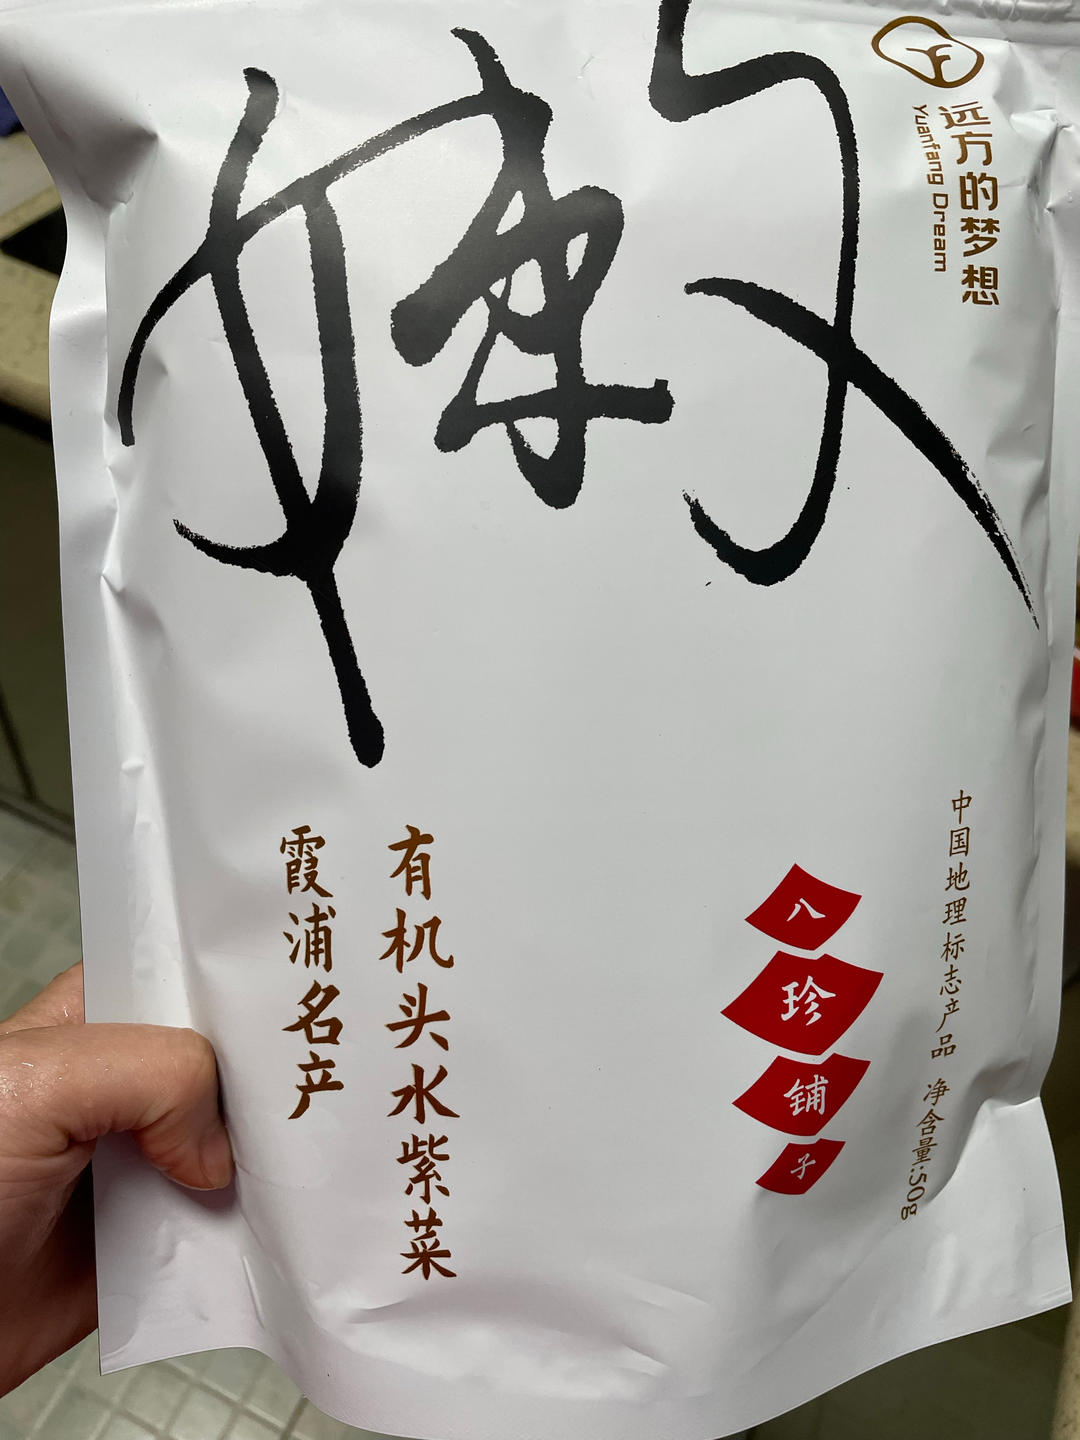 嫩
远方的梦想
Yuanfang Dream
有机头水紫菜
霞浦名产
八珍铺子
中国地理标志产品 净含量:50g